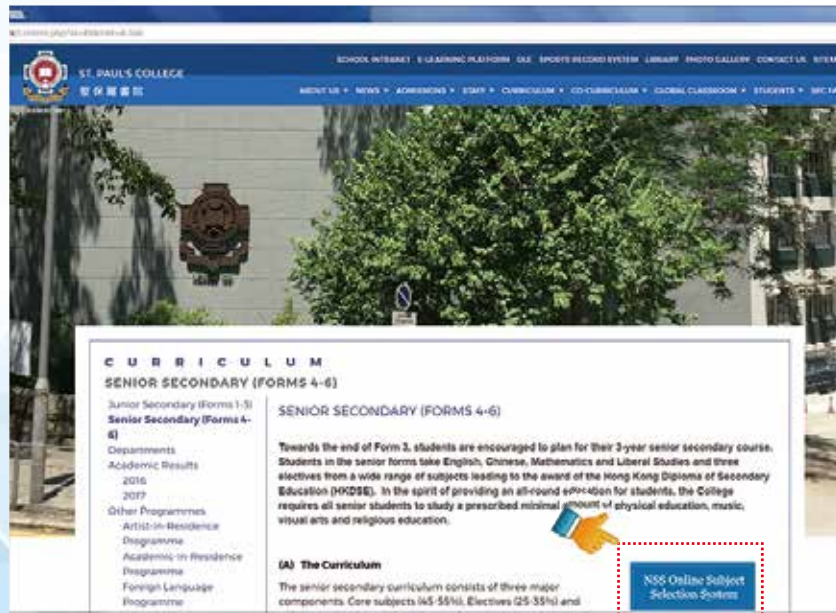 SCHOOL INTRANET E-LEARNING PLATFORM OLE SPORTS RECORD SYSTEM LIBRARY PHOTO GALLERY CONTACT US
ST. PAUL'S COLLEGE
聖保羅書院
ABOUT US NEWS ADMISSIONS STAFF CURRICULUM CO-CURRICULUM GLOBAL CLASSROOM STUDENTS
CURRICULUM
SENIOR SECONDARY (FORMS 4-6)
Junior Secondary (Forms 1-3)
Senior Secondary (Forms 4-
6)
Departments
Academic Results
2016
2017
Other Programmes
Artist-in-Residence
Programme
Academic-in-Residence
Programme
Foreign Language
Programme
SENIOR SECONDARY (FORMS 4-6)
Towards the end of Form 3, students are encouraged to plan for their 3-year senior secondary course.
Students in the senior forms take English, Chinese, Mathematics and Liberal Studies and three
electives from a wide range of subjects leading to the award of the Hong Kong Diploma of Secondary
Education (HKDSE). In the spirit of providing an all-round education for students, the College
requires all senior students to study a prescribed minimal amount of physical education, music,
visual arts and religious education.
(A) The Curriculum
The senior secondary curriculum consists of three major
components: Core subjects (45-55%), Electives (25-35%) and
NSS Online Subject
Selection System